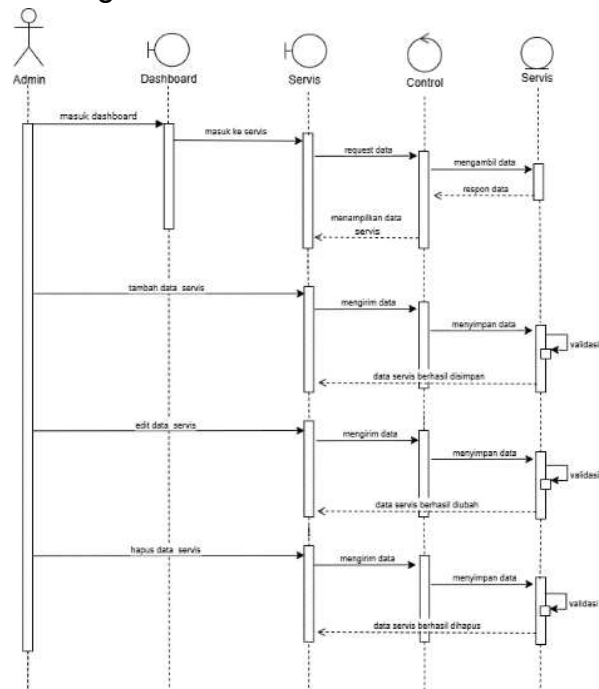 Admin
Dashboard
Servis
Control
Servis
masuk dashboard
masuk ke servis
request data
mengambil data
respon data
menampilkan data
servis
tambah data servis
mengirim data
menyimpan data
validasi
data servis berhasil disimpan
edit data servis
mengirim data
menyimpan data
validasi
data servis berhasil diubah
hapus data servis
mengirim data
menyimpan data
validasi
data servis berhasil dihapus